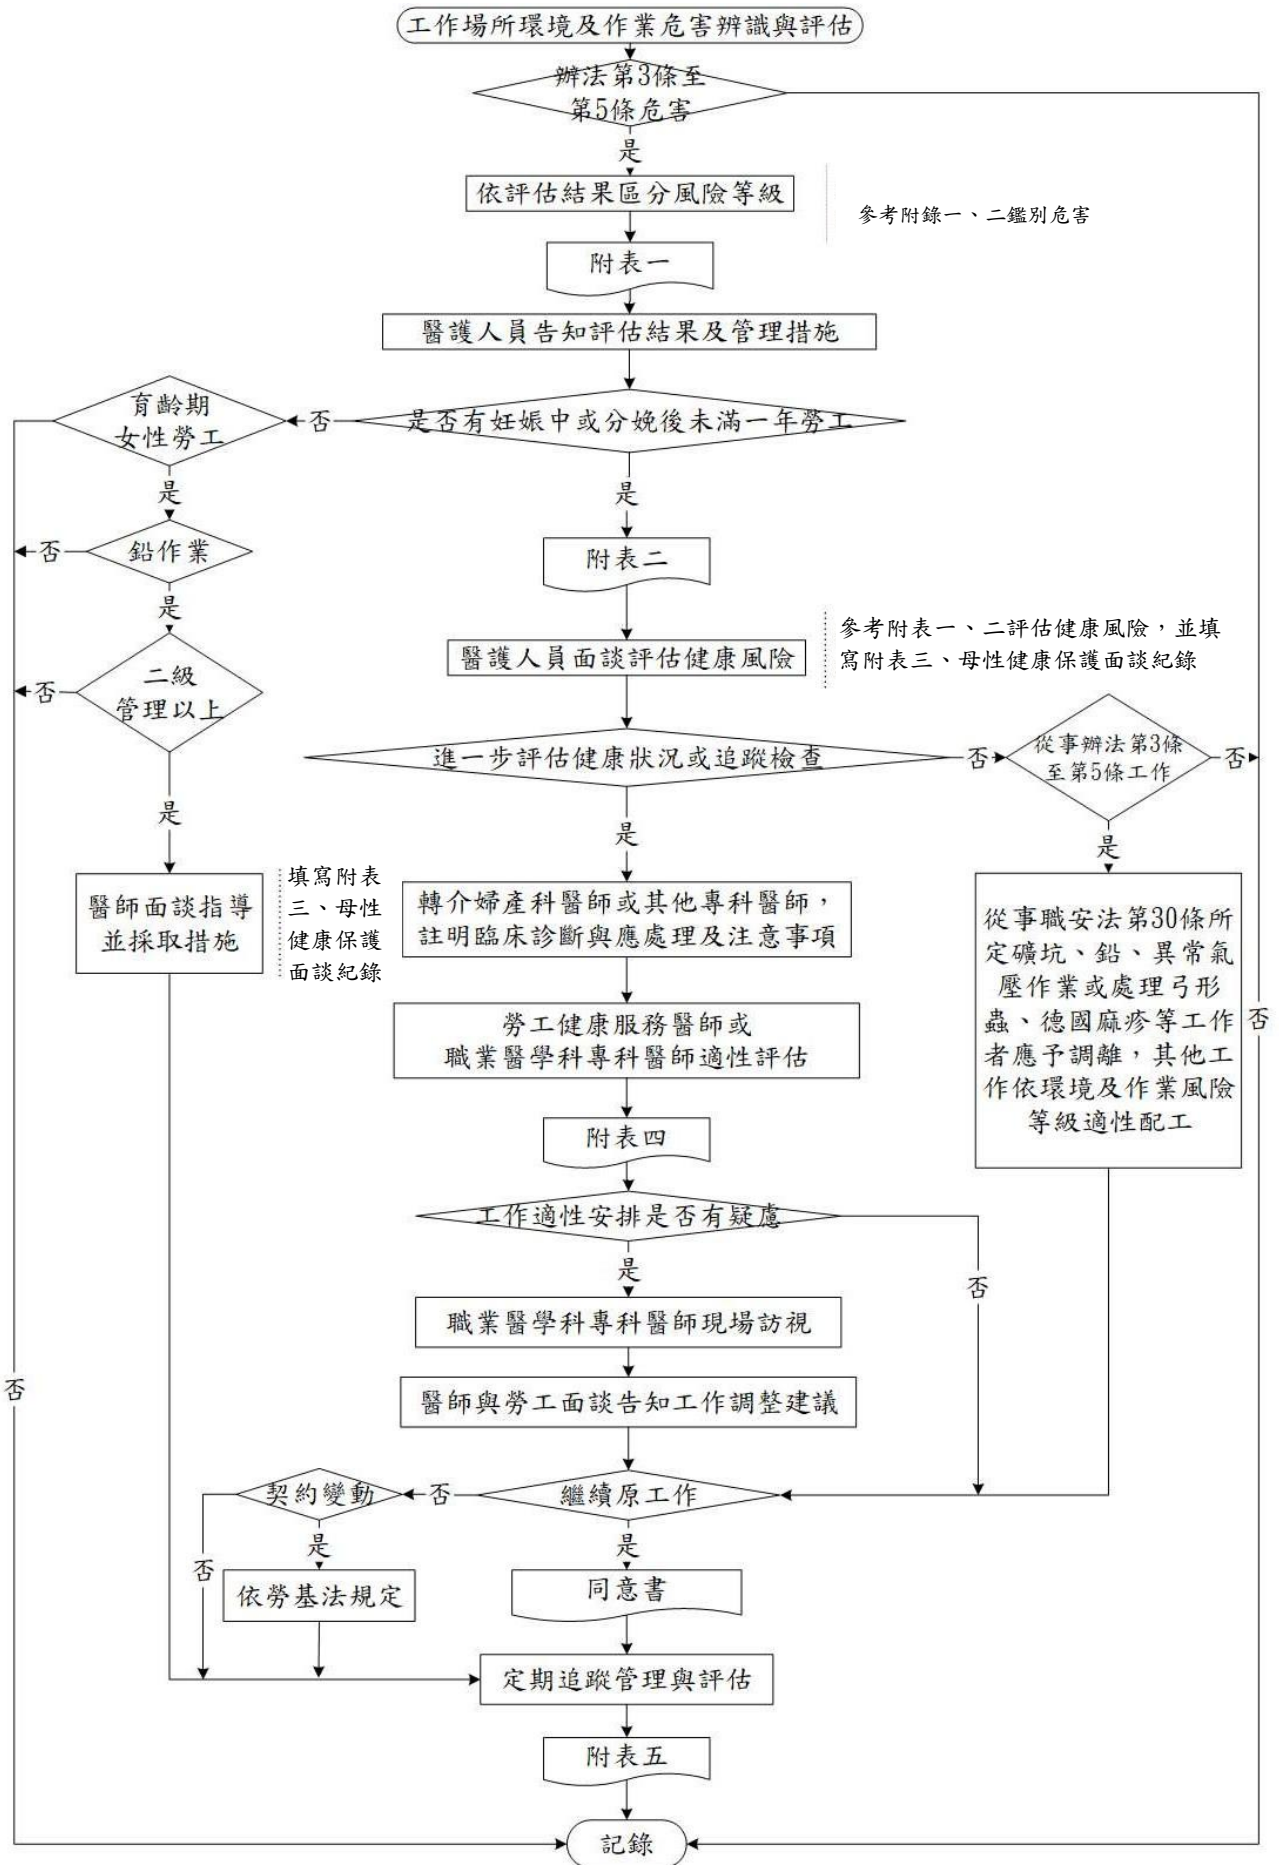 工作場所環境及作業危害辨識與評估
辦法第3條至
第5條危害
是
依評估結果區分風險等級
參考附錄一、二鑑別危害
附表一
醫護人員告知評估結果及管理措施
育齡期
女性勞工
否
是否有妊娠中或分娩後未滿一年勞工
是
是
否
鉛作業
附表二
是
參考附表一、二評估健康風險，並填
寫附表三、母性健康保護面談紀錄
醫護人員面談評估健康風險
否
二級
管理以上
進一步評估健康狀況或追蹤檢查
否
從事辦法第3條
至第5條工作
否
是
是
是
醫師面談指導
並採取措施
填寫附表
三、母性
健康保護
面談紀錄
轉介婦產科醫師或其他專科醫師，
註明臨床診斷與應處理及注意事項
從事職安法第30條所
定礦坑、鉛、異常氣
壓作業或處理弓形
蟲、德國麻疹等工作
者應予調離，其他工
作依環境及作業風險
等級適性配工
否
勞工健康服務醫師或
職業醫學科專科醫師適性評估
附表四
工作適性安排是否有疑慮
是
否
職業醫學科專科醫師現場訪視
否
醫師與勞工面談告知工作調整建議
契約變動
否
繼續原工作
是
是
否
依勞基法規定
同意書
定期追蹤管理與評估
附表五
記錄